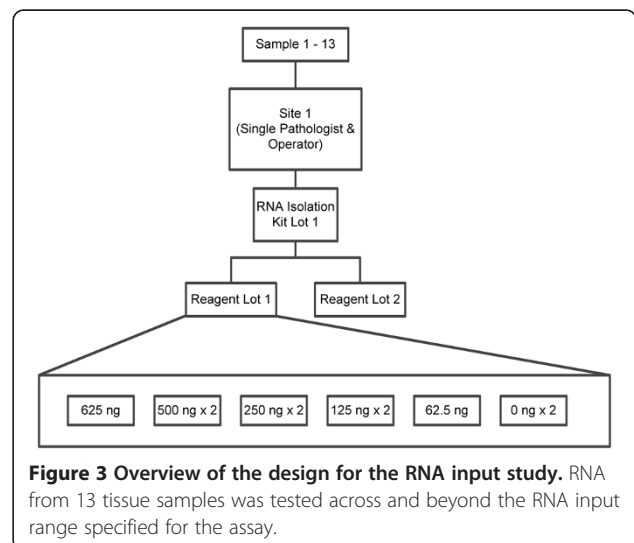 Sample 1 - 13
Site 1
(Single Pathologist &
Operator)
RNA Isolation
Kit Lot 1
Reagent Lot 1
Reagent Lot 2
625 ng
500 ng x 2
250 ng x 2
125 ng x 2
62.5 ng
0 ng x 2
Figure 3 Overview of the design for the RNA input study. RNA
from 13 tissue samples was tested across and beyond the RNA input
range specified for the assay.